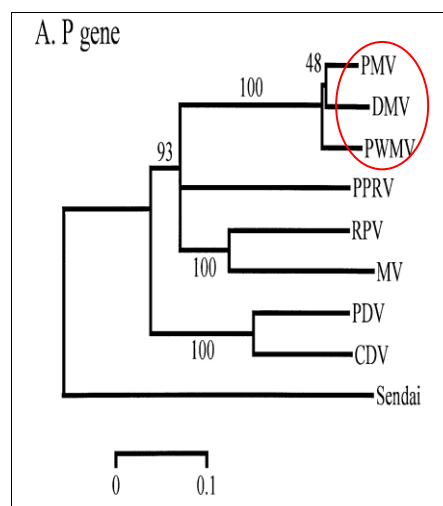 A. P gene
48
PMV
100
DMV
93
PWMV
PPRV
RPV
100
MV
PDV
100
CDV
Sendai
0 0.1